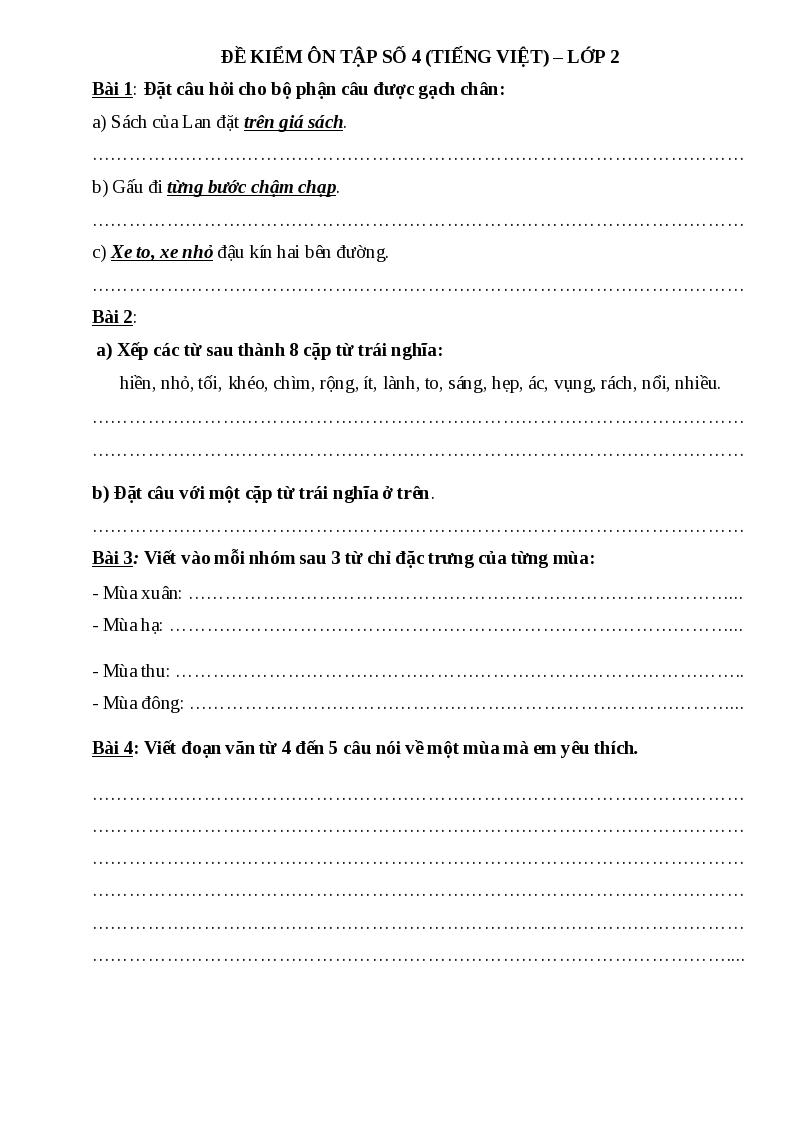 ĐỀ KIỂM ÔN TẬP SỐ 4 (TIẾNG VIỆT) – LỚP 2
Bài 1: Đặt câu hỏi cho bộ phận câu được gạch chân:
a) Sách của Lan đặt trên giá sách.
……………………………………………………………………………………………
b) Gấu đi từng bước chậm chạp.
……………………………………………………………………………………………
c) Xe to, xe nhỏ đậu kín hai bên đường.
……………………………………………………………………………………………
Bài 2:
a) Xếp các từ sau thành 8 cặp từ trái nghĩa:
hiền, nhỏ, tối, khéo, chìm, rộng, ít, lành, to, sáng, hẹp, ác, vụng, rách, nổi, nhiều.
……………………………………………………………………………………………
……………………………………………………………………………………………
b) Đặt câu với một cặp từ trái nghĩa ở trên.
……………………………………………………………………………………………
Bài 3: Viết vào mỗi nhóm sau 3 từ chỉ đặc trưng của từng mùa:
- Mùa xuân: ……………………………………………………………………………...
- Mùa hạ: ………………………………………………………………………………...
- Mùa thu: ………………………………………………………………………………..
- Mùa đông: ……………………………………………………………………………...
Bài 4: Viết đoạn văn từ 4 đến 5 câu nói về một mùa mà em yêu thích.
……………………………………………………………………………………………
……………………………………………………………………………………………
……………………………………………………………………………………………
……………………………………………………………………………………………
……………………………………………………………………………………………
…………………………………………………………………………………………....